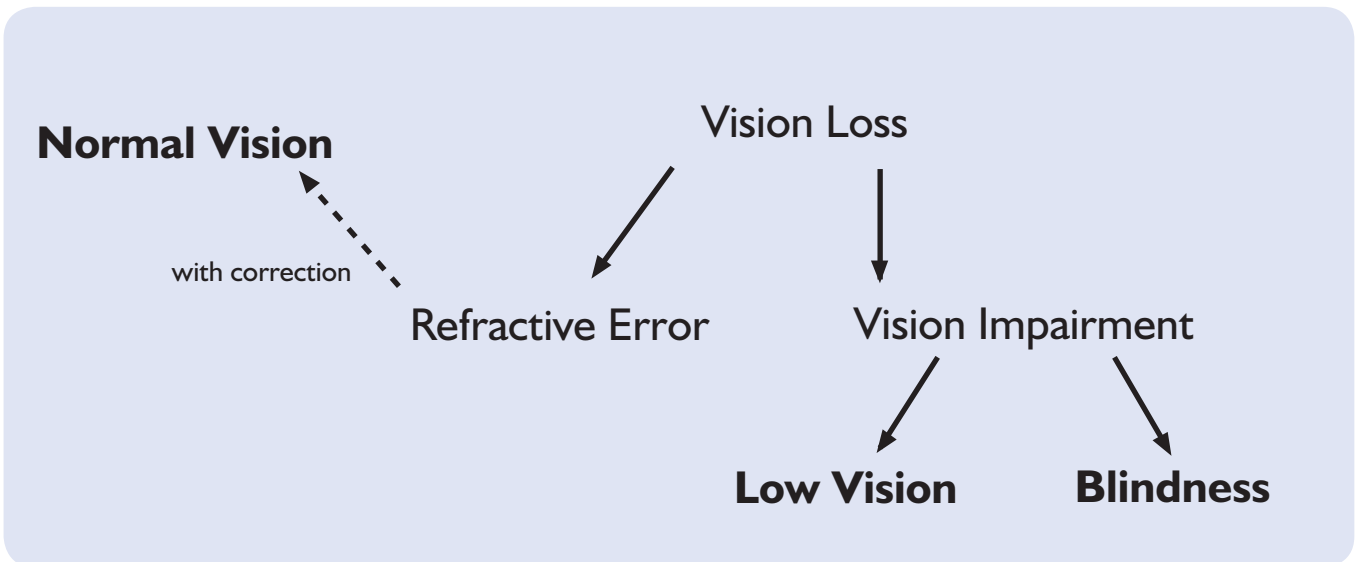 Vision Loss
Normal Vision
with correction
Refractive Error
Vision Impairment
Low Vision
Blindness